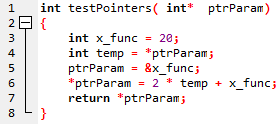 1 int testPointers( int* ptrParam)
2 {
3 int x_func = 20;
4 int temp = *ptrParam;
5 ptrParam = &x_func;
6 *ptrParam = 2 * temp + x_func;
7 return *ptrParam;
8 }